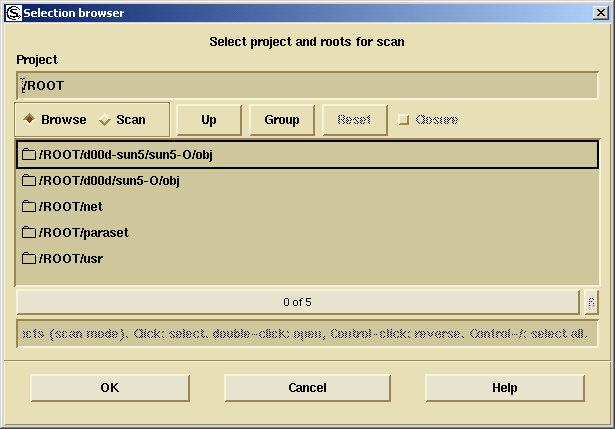 Selection browser
Select project and roots for scan
Project
/ROOT
Browse Scan Up Group Reset Closure
/ROOT/d00d-sun5/sun5-O/obj
/ROOT/d00d/sun5-O/obj
/ROOT/net
/ROOT/paraset
/ROOT/usr
0 of 5
(scan mode). Click: select, double-click: open, Control-click: reverse. Control-/: select all.
OK Cancel Help